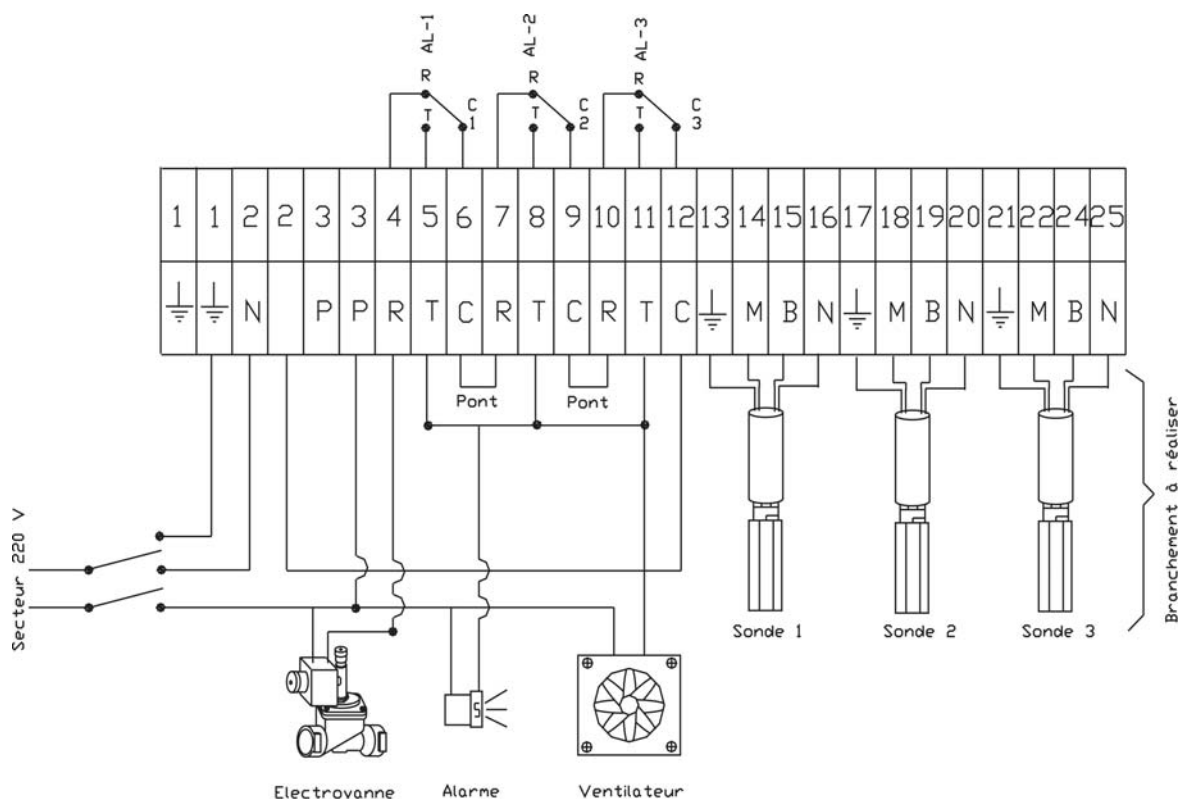 AL-1 AL-2 AL-3
R R R
T C 1 T C 2 T C 3
1 1 2 2 3 3 4 5 6 7 8 9 10 11 12 13 14 15 16 17 18 19 20 21 22 24 25
N P P R T C R T C R T C M B N M B N M B N
Pont Pont
Secteur 220 V
Sonde 1 Sonde 2 Sonde 3
Branchement à réaliser
Electrovanne Alarme Ventilateur